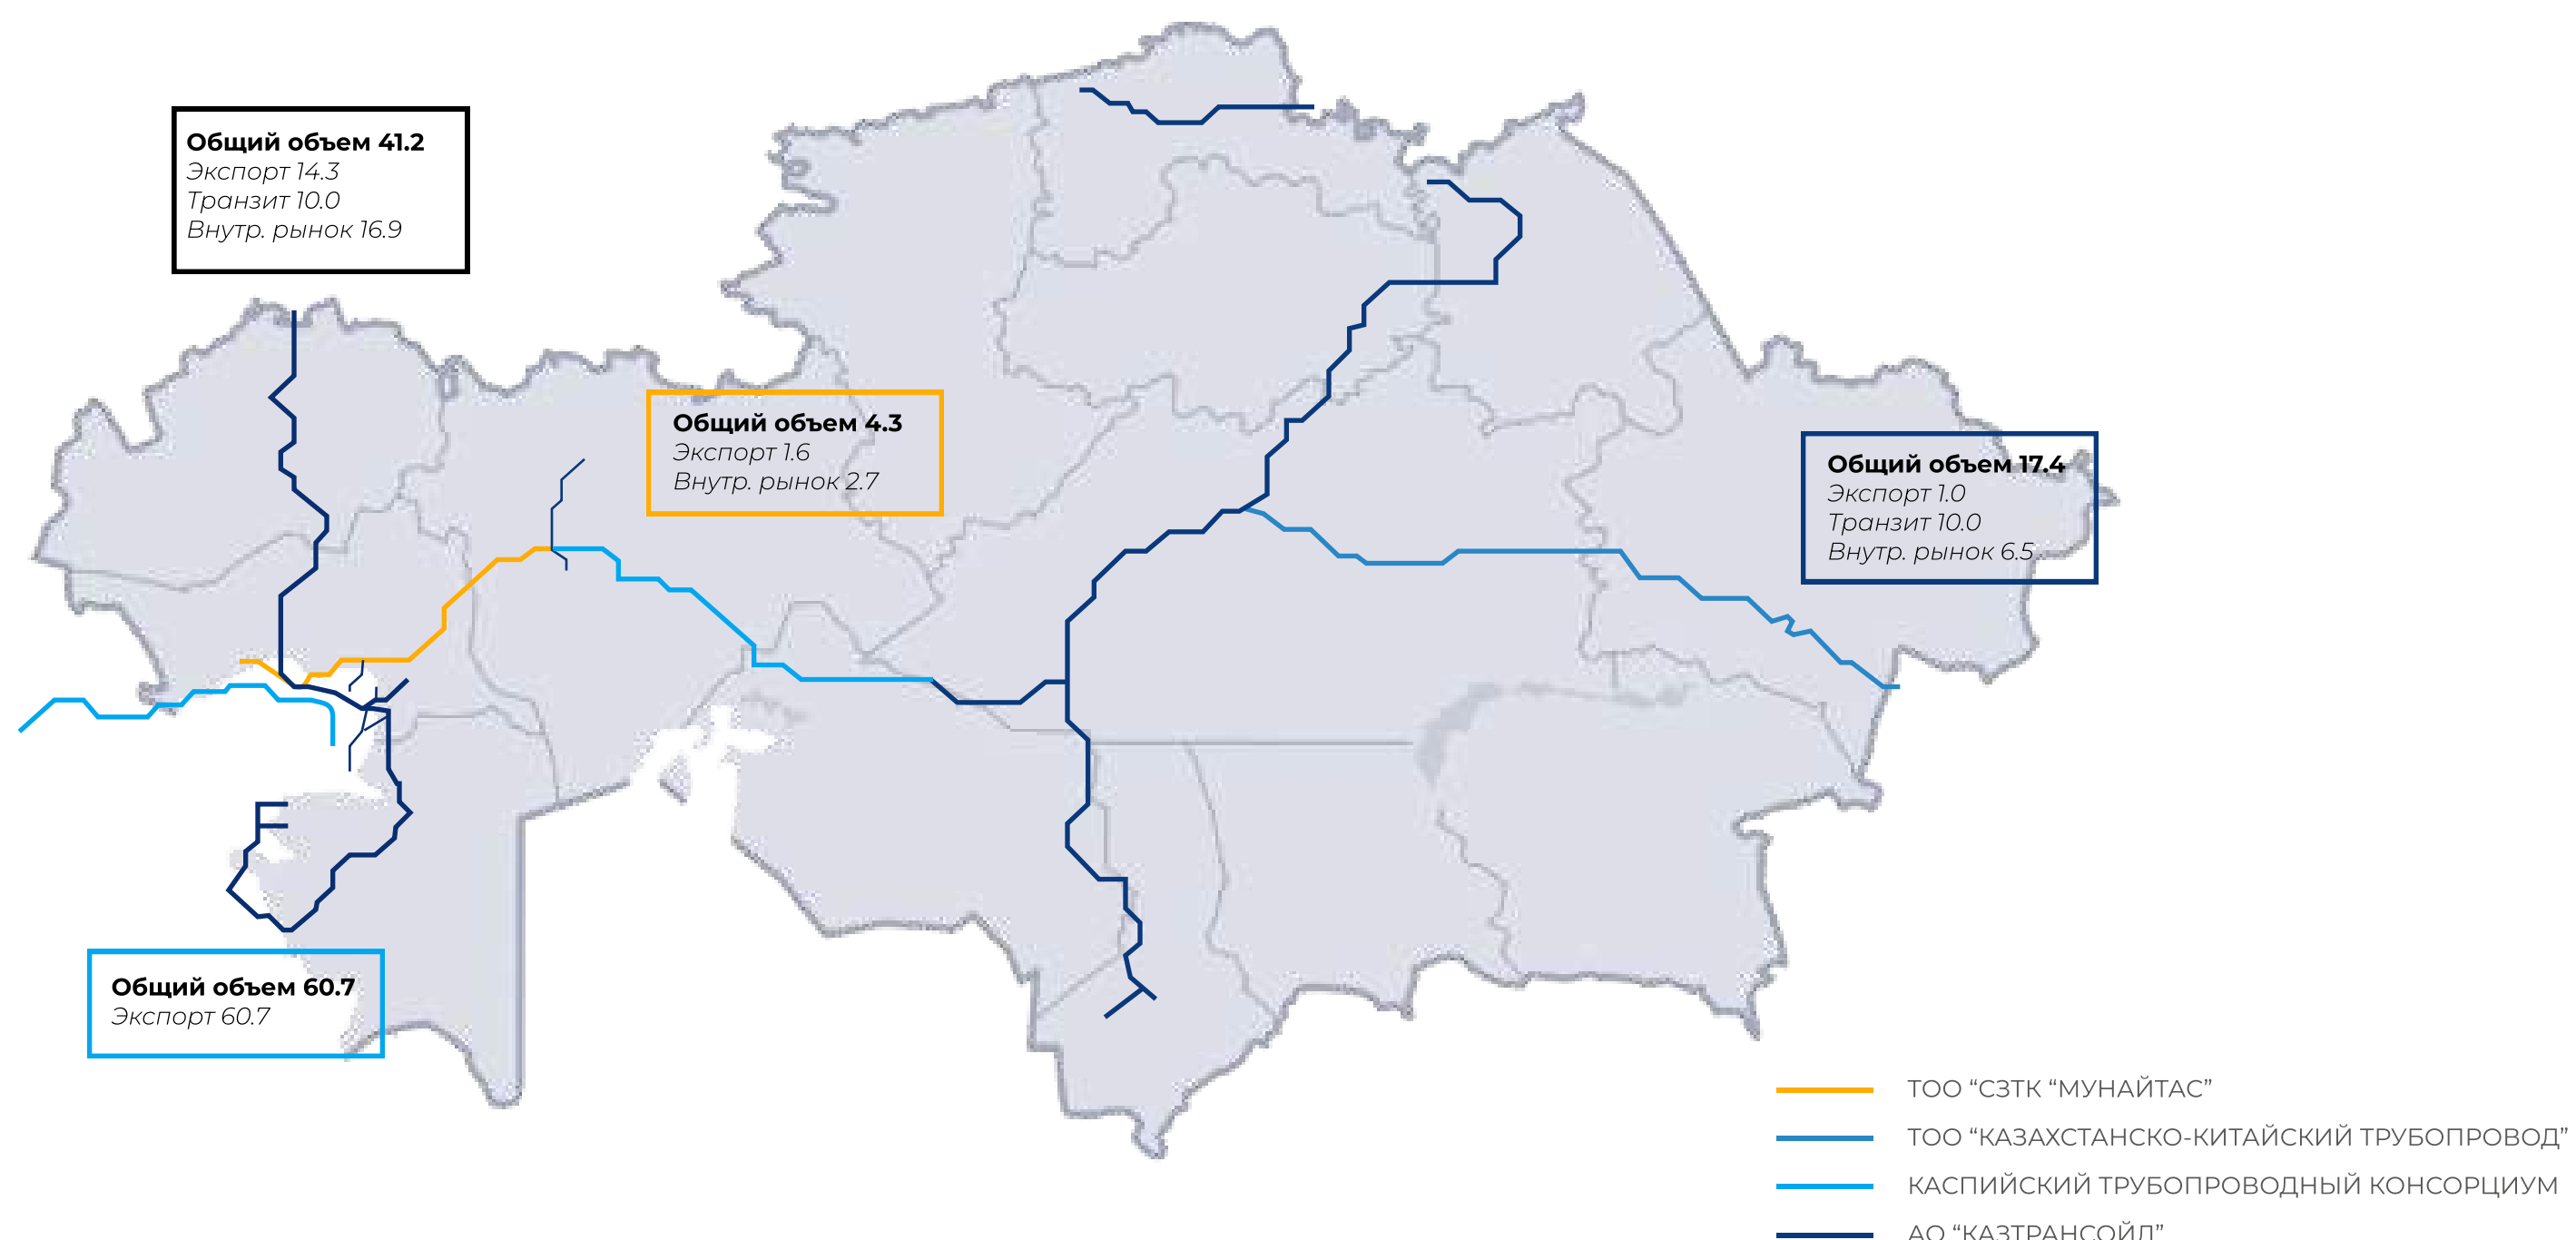 Общий объем 41.2
Экспорт 14.3
Транзит 10.0
Внутр. рынок 16.9
Общий объем 4.3
Экспорт 1.6
Внутр. рынок 2.7
Общий объем 17.4
Экспорт 1.0
Транзит 10.0
Внутр. рынок 6.5
Общий объем 60.7
Экспорт 60.7
ТОО “СЗТК “МУНАЙТАС”
ТОО “КАЗАХСТАНСКО-КИТАЙСКИЙ ТРУБОПРОВОД”
КАСПИЙСКИЙ ТРУБОПРОВОДНЫЙ КОНСОРЦИУМ
АО “КАЗТРАНСОЙЛ”